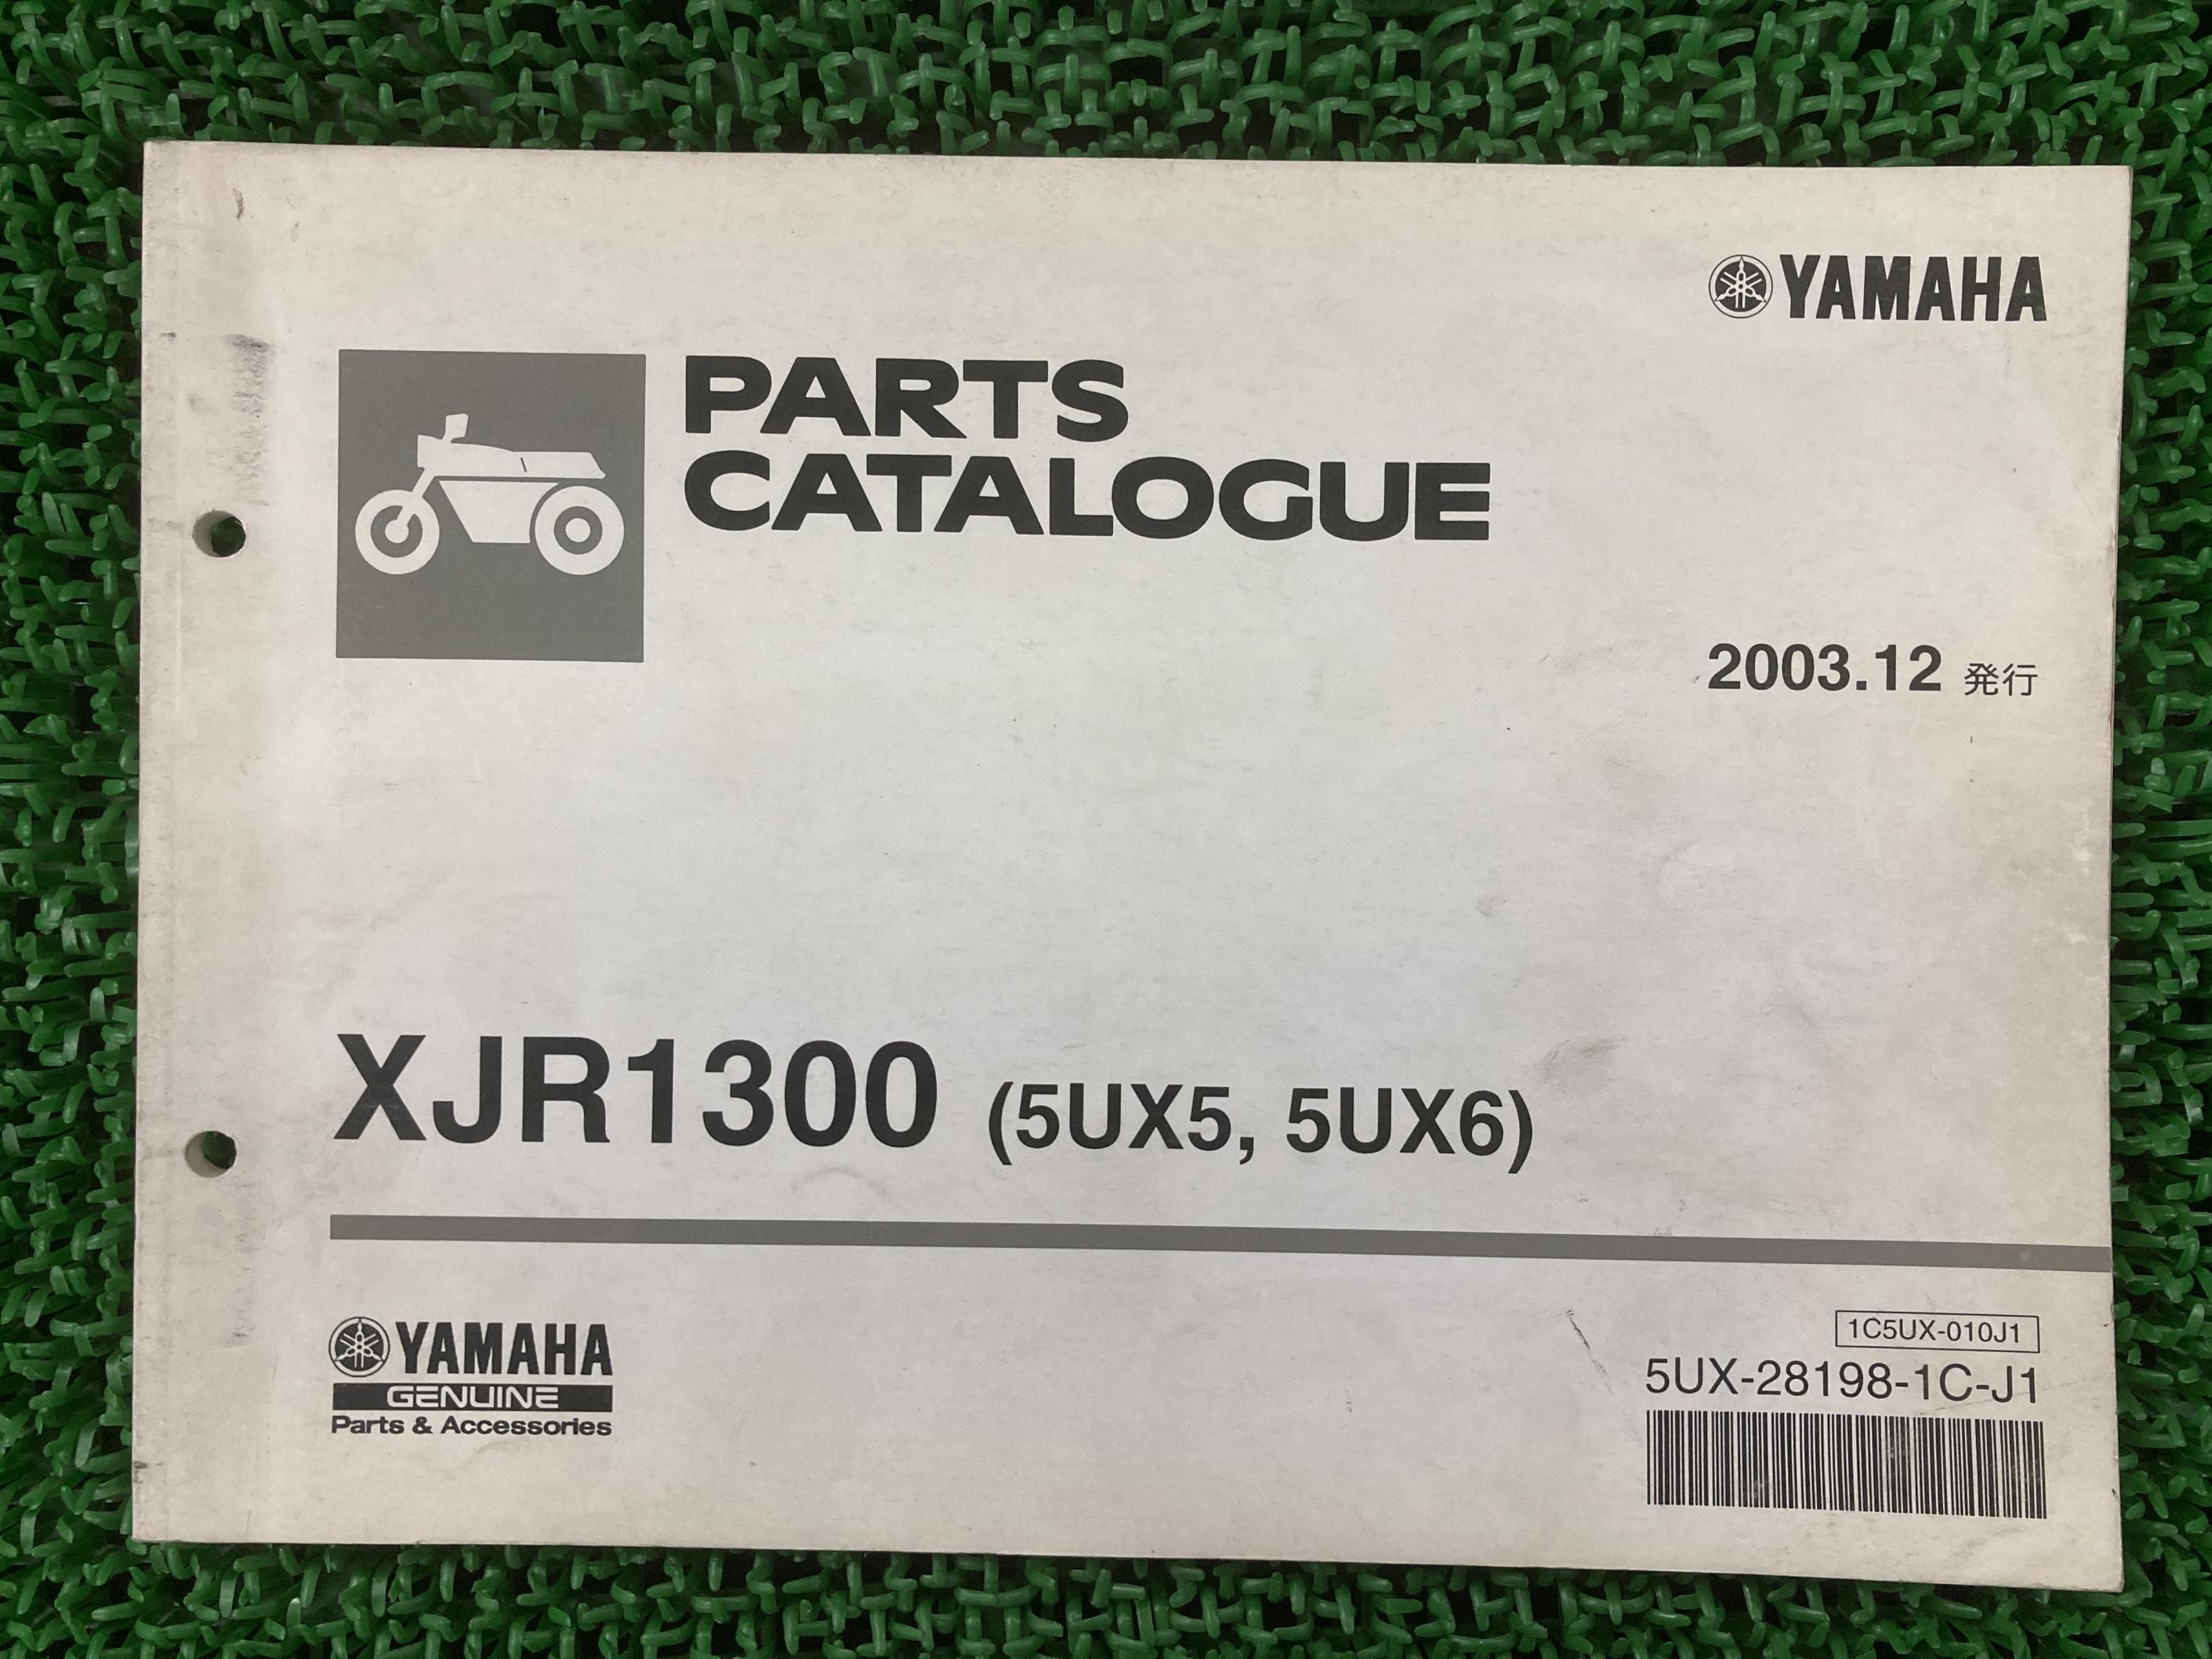 YAMAHA
PARTS
CATALOGUE
2003.12 発行
XJR1300 (5UX5, 5UX6)
YAMAHA
GENUINE
Parts & Accessories
1C5UX-010J1
5UX-28198-1C-J1